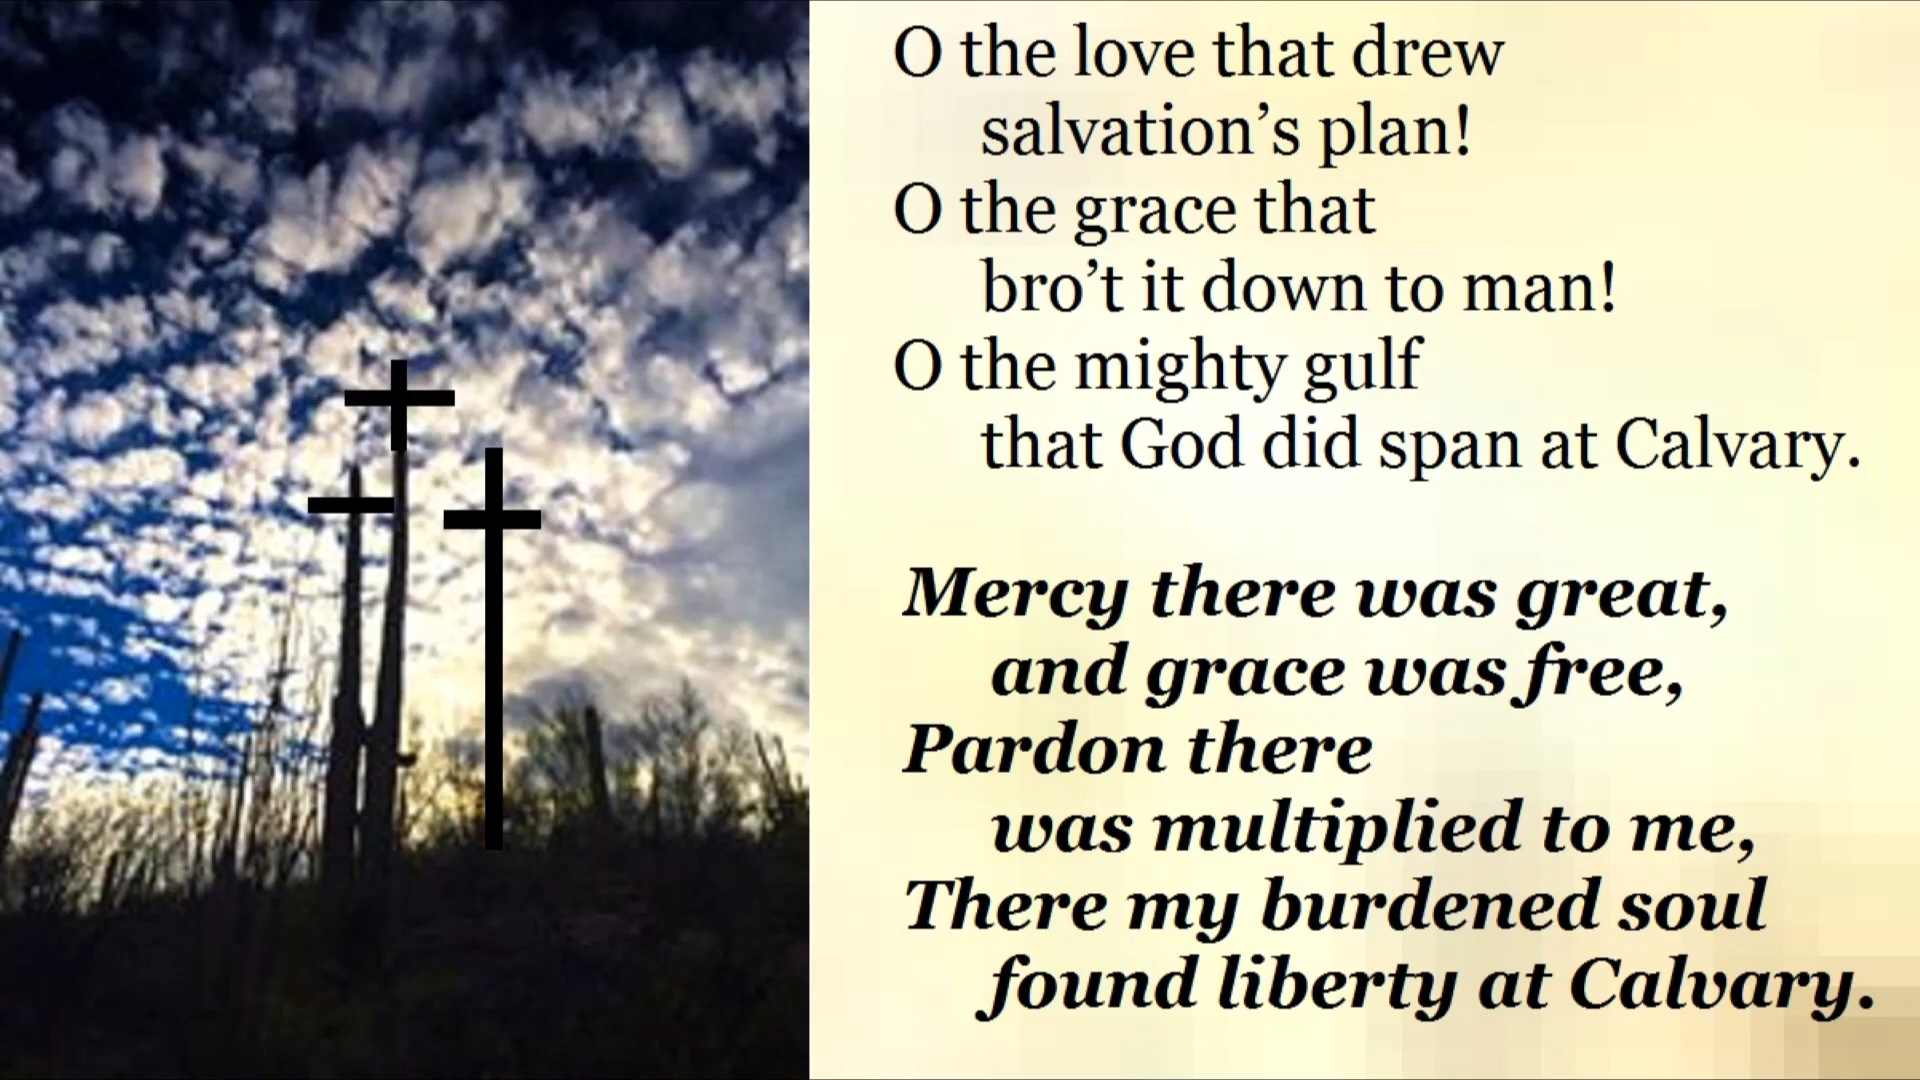 O the love that drew
salvation’s plan!
O the grace that
bro’t it down to man!
O the mighty gulf
that God did span at Calvary.
Mercy there was great,
and grace was free,
Pardon there
was multiplied to me,
There my burdened soul
found liberty at Calvary.